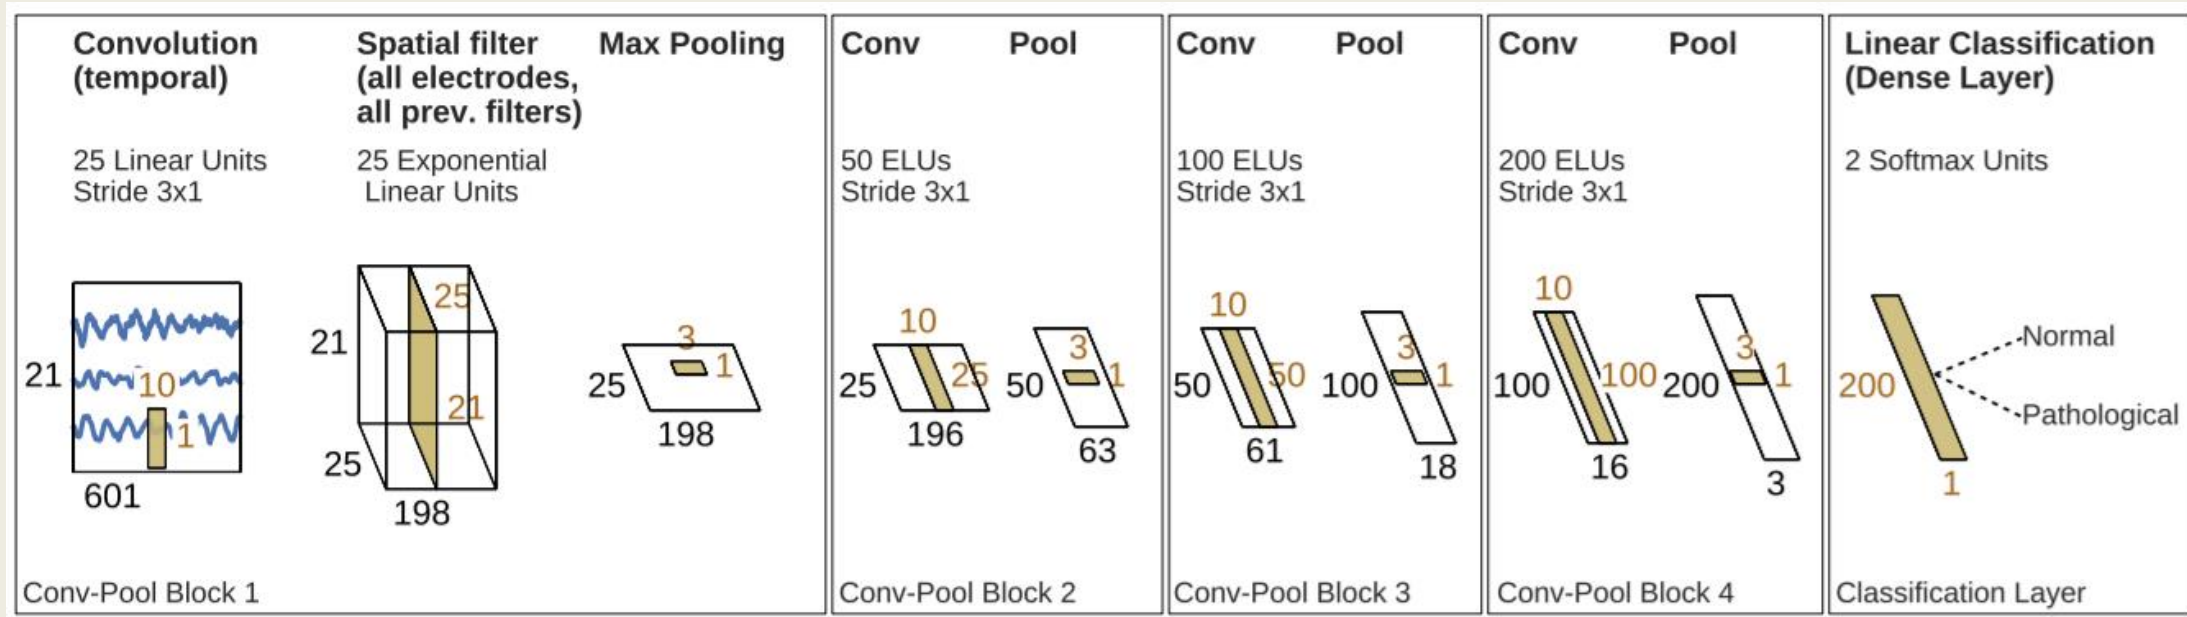 Convolution
(temporal)
25 Linear Units
Stride 3x1
21
10
1
601
Spatial filter
(all electrodes,
all prev. filters)
25 Exponential
Linear Units
25
21
21
25
198
Max Pooling
3
1
25
198
Conv-Pool Block 1
Conv
50 ELUs
Stride 3x1
10
25
25
196
Pool
3
1
50
63
Conv-Pool Block 2
Conv
100 ELUs
Stride 3x1
10
50
50
61
Pool
3
1
100
18
Conv-Pool Block 3
Conv
200 ELUs
Stride 3x1
10
100
100
16
Pool
3
1
200
3
Conv-Pool Block 4
Linear Classification
(Dense Layer)
2 Softmax Units
Normal
200
Pathological
1
Classification Layer